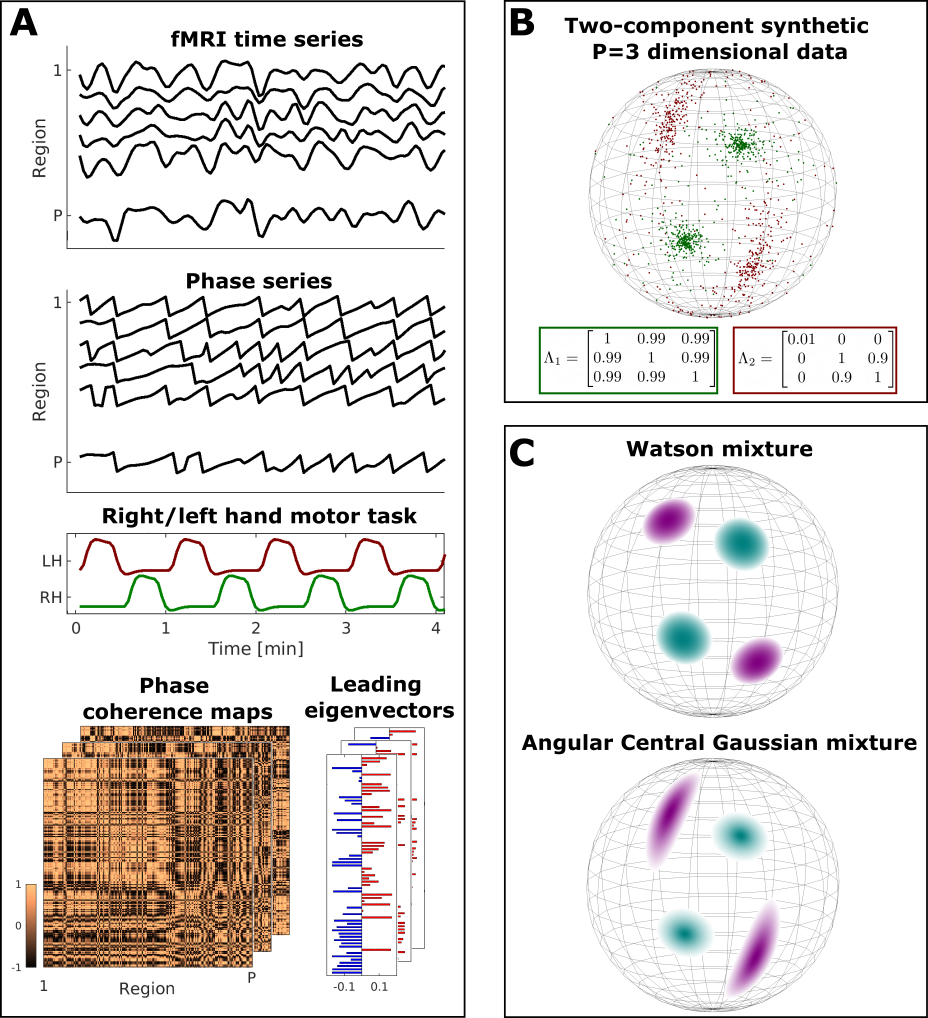 A
fMRI time series
1
Region
P
Phase series
1
Region
P
Right/left hand motor task
LH
RH
0 1 2 3 4
Time [min]
Phase
coherence maps
1
0
-1
1 Region P
Leading
eigenvectors
-0.1 0.1
B
Two-component synthetic
P=3 dimensional data
Λ₁ =
1 0.99 0.99
0.99 1 0.99
0.99 0.99 1
Λ₂ =
0.01 0 0
0 1 0.9
0 0.9 1
C
Watson mixture
Angular Central Gaussian mixture